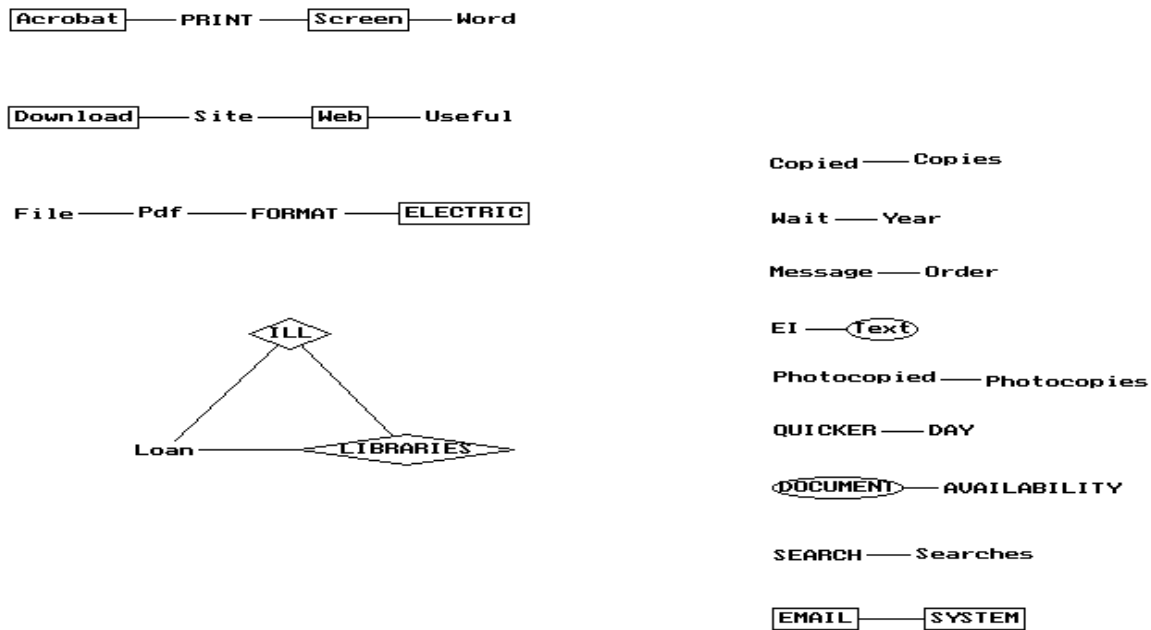 Acrobat PRINT Screen Word
Download Site Web Useful
Copied Copies
File Pdf FORMAT ELECTRIC
Wait Year
Message Order
ILL
EI Text
Photocopied Photocopies
QUICKER DAY
Loan LIBRARIES
DOCUMENT AVAILABILITY
SEARCH Searches
EMAIL SYSTEM